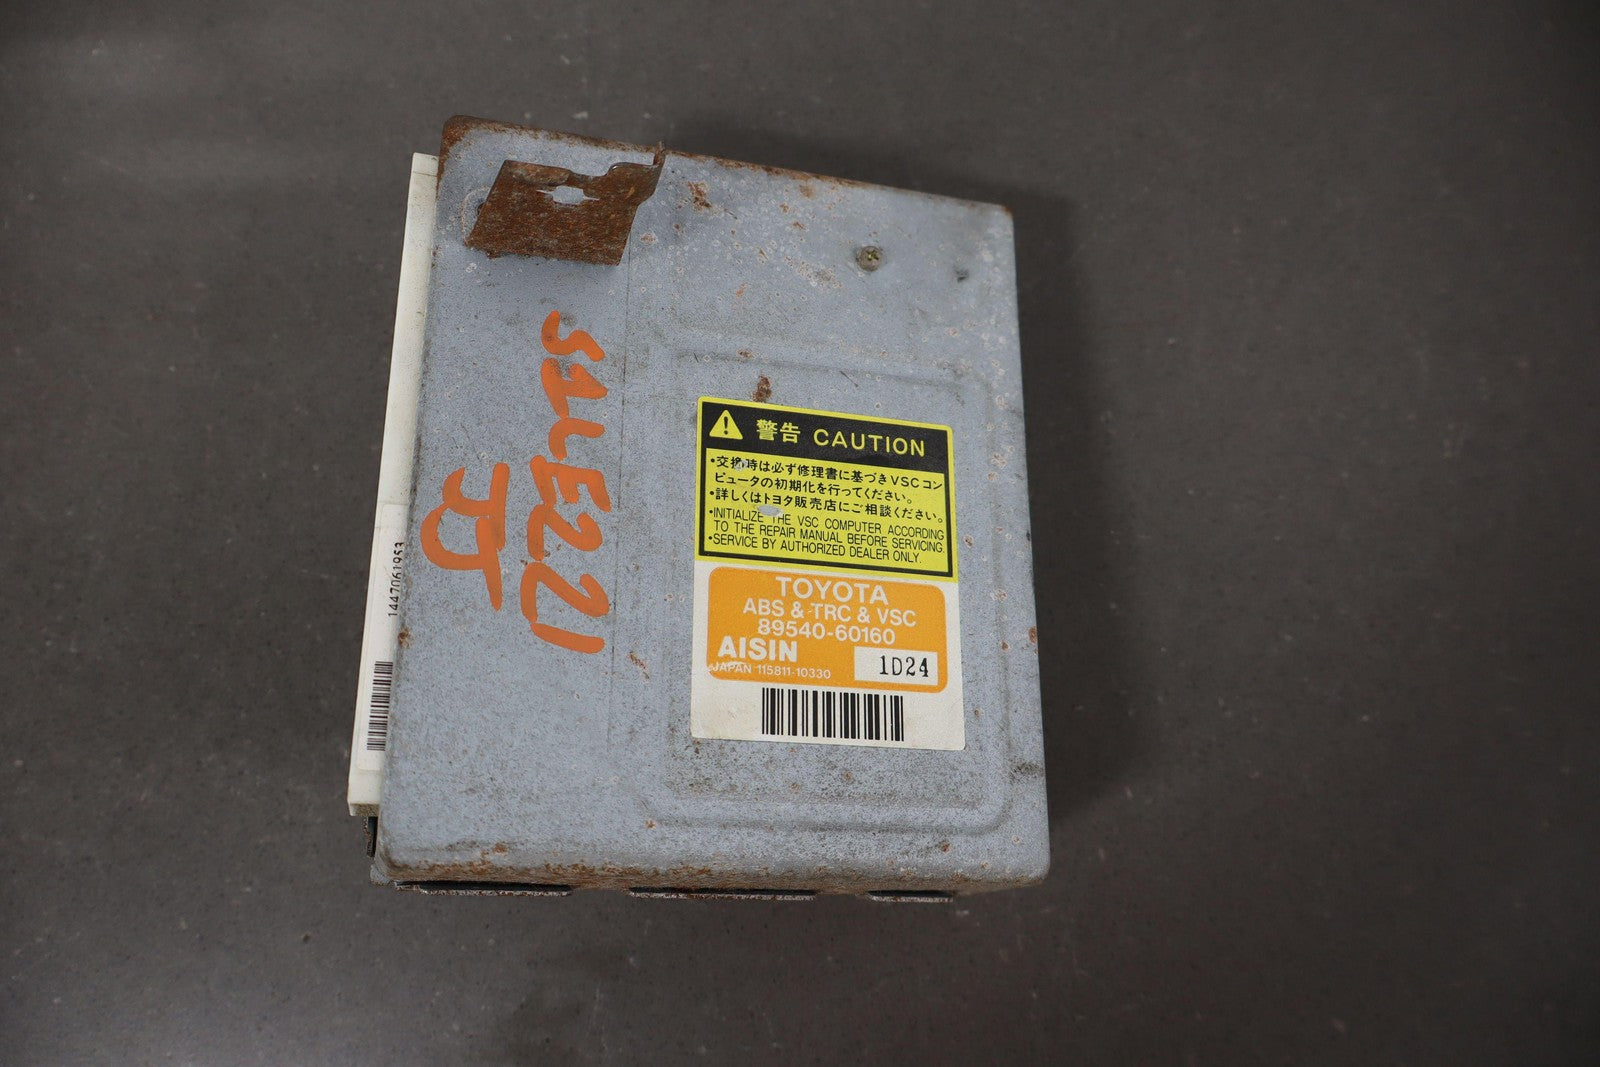 警告 CAUTION
・交換時は必ず修理書に基づきVSCコン
ピュータの初期化を行ってください。
・詳しくはトヨタ販売店にご相談ください。
・INITIALIZE THE VSC COMPUTER ACCORDING
TO THE REPAIR MANUAL BEFORE SERVICING.
・SERVICE BY AUTHORIZED DEALER ONLY.
TOYOTA
ABS & TRC & VSC
89540-60160
AISIN
JAPAN 115811-10330
1D24
1447061953
JJ